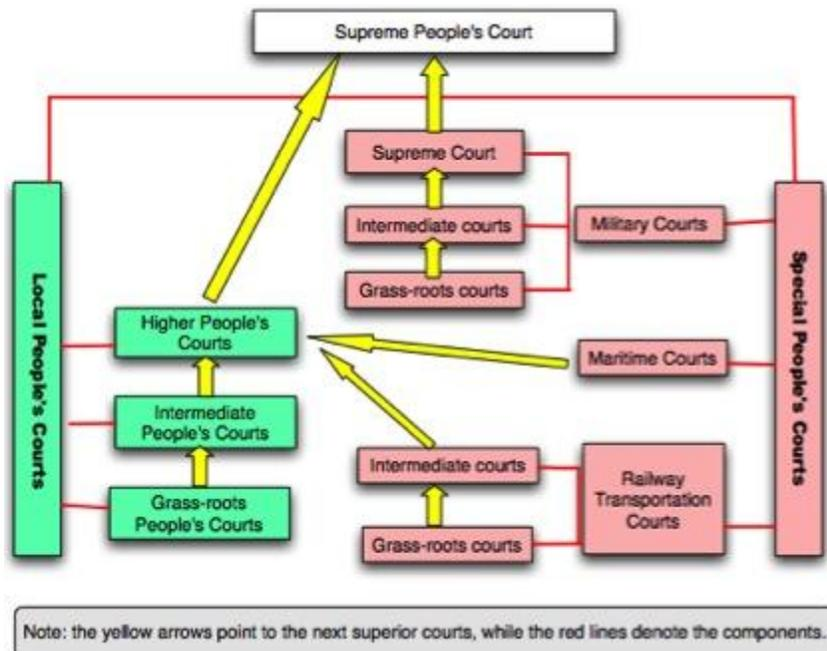 Supreme People's Court
Supreme Court
Intermediate courts
Military Courts
Grass-roots courts
Local People's Courts
Special People's Courts
Higher People's
Courts
Maritime Courts
Intermediate
People's Courts
Intermediate courts
Railway
Transportation
Courts
Grass-roots
People's Courts
Grass-roots courts
Note: the yellow arrows point to the next superior courts, while the red lines denote the components.